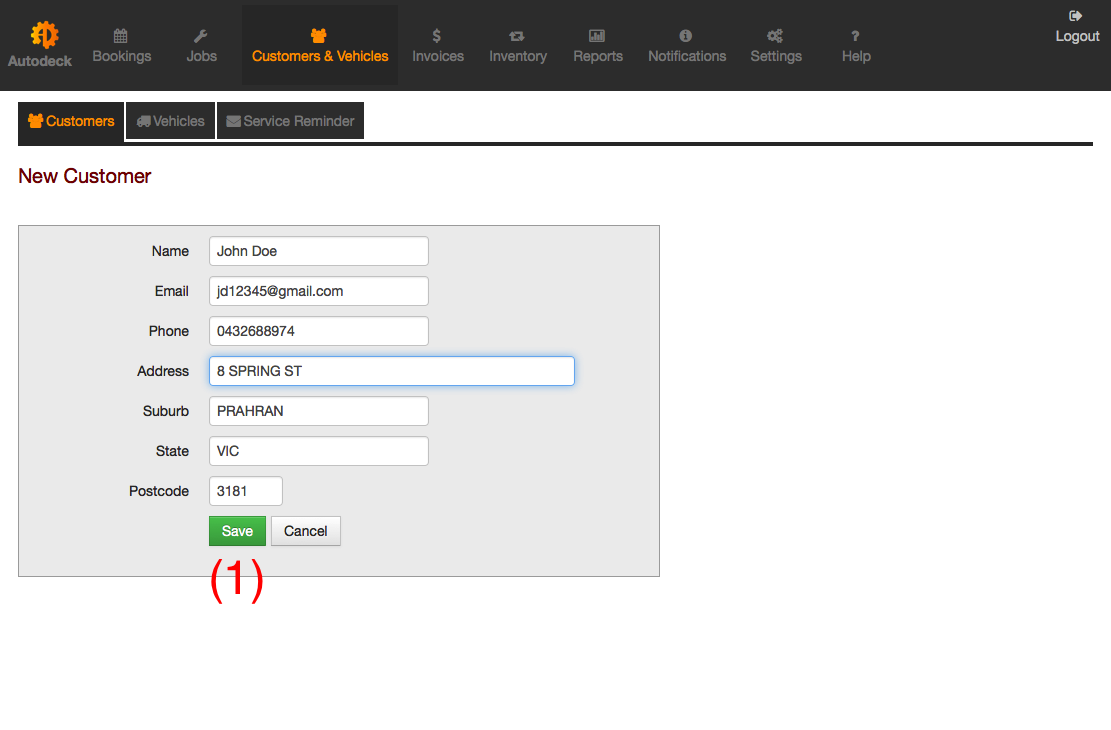 Autodeck Bookings Jobs Customers & Vehicles Invoices Inventory Reports Notifications Settings Help Logout
Customers Vehicles Service Reminder
New Customer
Name John Doe
Email jd12345@gmail.com
Phone 0432688974
Address 8 SPRING ST
Suburb PRAHRAN
State VIC
Postcode 3181
Save Cancel
(1)